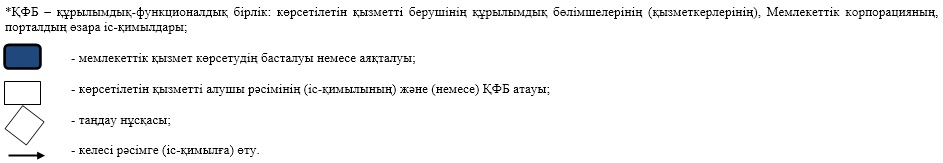 *ҚФБ – құрылымдық-функционалдық бірлік: көрсетілетін қызметті берушінің құрылымдық бөлімшелерінің (қызметкерлерінің), Мемлекеттік корпорацияның,
порталдың өзара іс-қимылдары;
- мемлекеттік қызмет көрсетудің басталуы немесе аяқталуы;
- көрсетілетін қызметті алушы рәсімінің (іс-қимылының) және (немесе) ҚФБ атауы;
- таңдау нұсқасы;
- келесі рәсімге (іс-қимылға) өту.